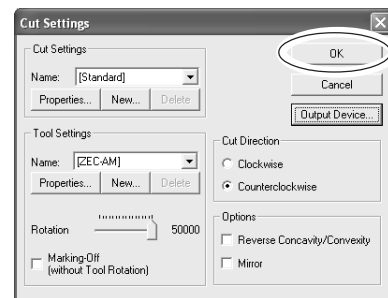 Cut Settings
Cut Settings
Name: [Standard]
Properties... New... Delete
Tool Settings
Name: [ZEC-AM]
Properties... New... Delete
Rotation 50000
Marking-Off
(without Tool Rotation)
OK
Cancel
Output Device...
Cut Direction
Clockwise
Counterclockwise
Options
Reverse Concavity/Convexity
Mirror